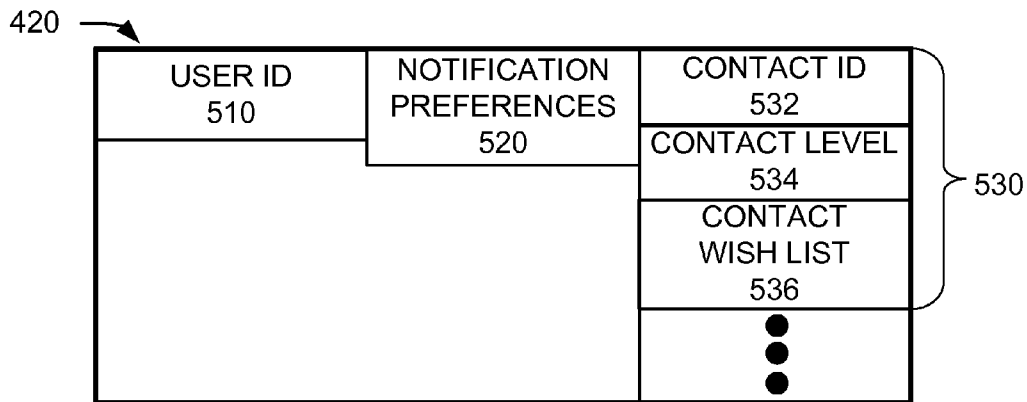 420
USER ID
510
NOTIFICATION
PREFERENCES
520
CONTACT ID
532
CONTACT LEVEL
534
CONTACT
WISH LIST
536
530